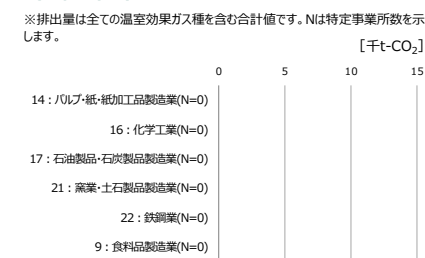 ※排出量は全ての温室効果ガス種を含む合計値です。Nは特定事業所数を示
します。
［千t-CO₂］
0 5 10 15
14：パルプ･紙･紙加工品製造業(N=0)
16：化学工業(N=0)
17：石油製品･石炭製品製造業(N=0)
21：窯業･土石製品製造業(N=0)
22：鉄鋼業(N=0)
9：食料品製造業(N=0)